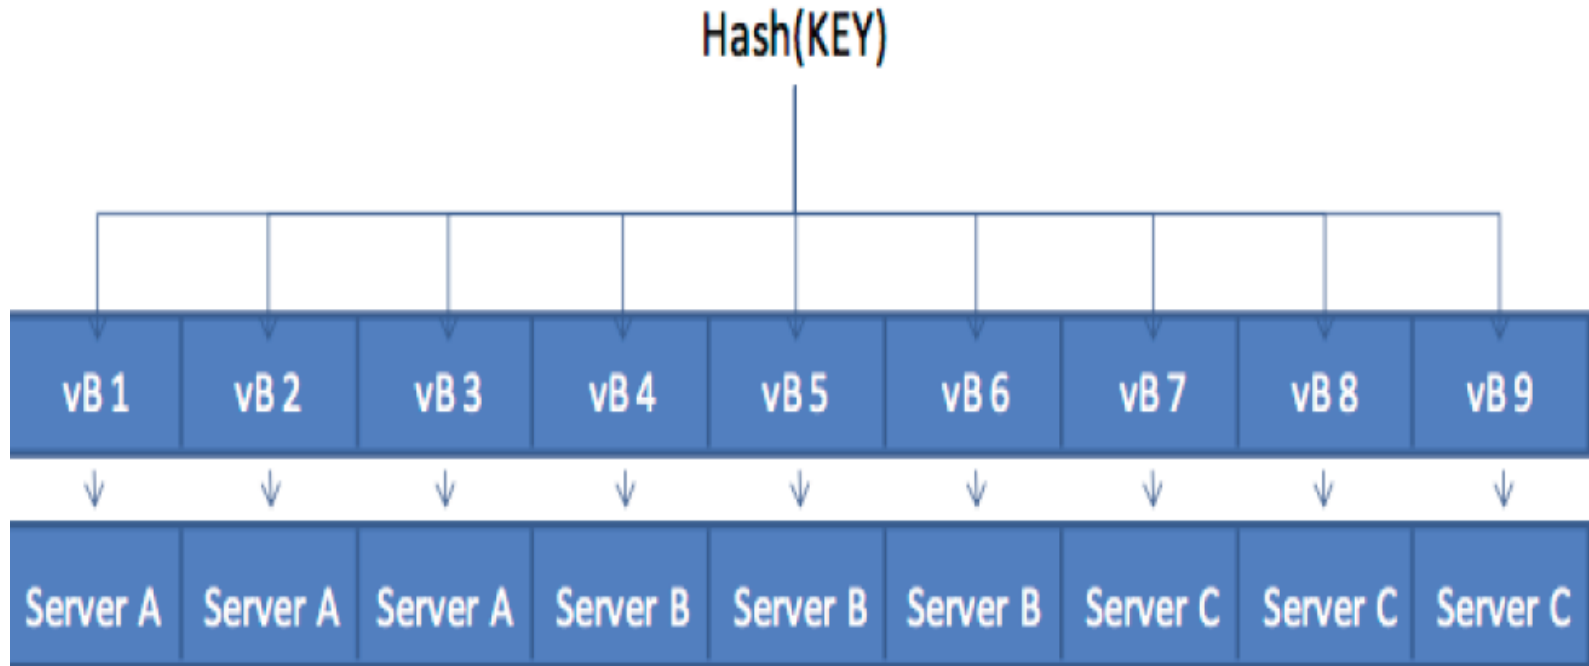 Hash(KEY)
vB 1 vB 2 vB 3 vB 4 vB 5 vB 6 vB 7 vB 8 vB 9
Server A Server A Server A Server B Server B Server B Server C Server C Server C